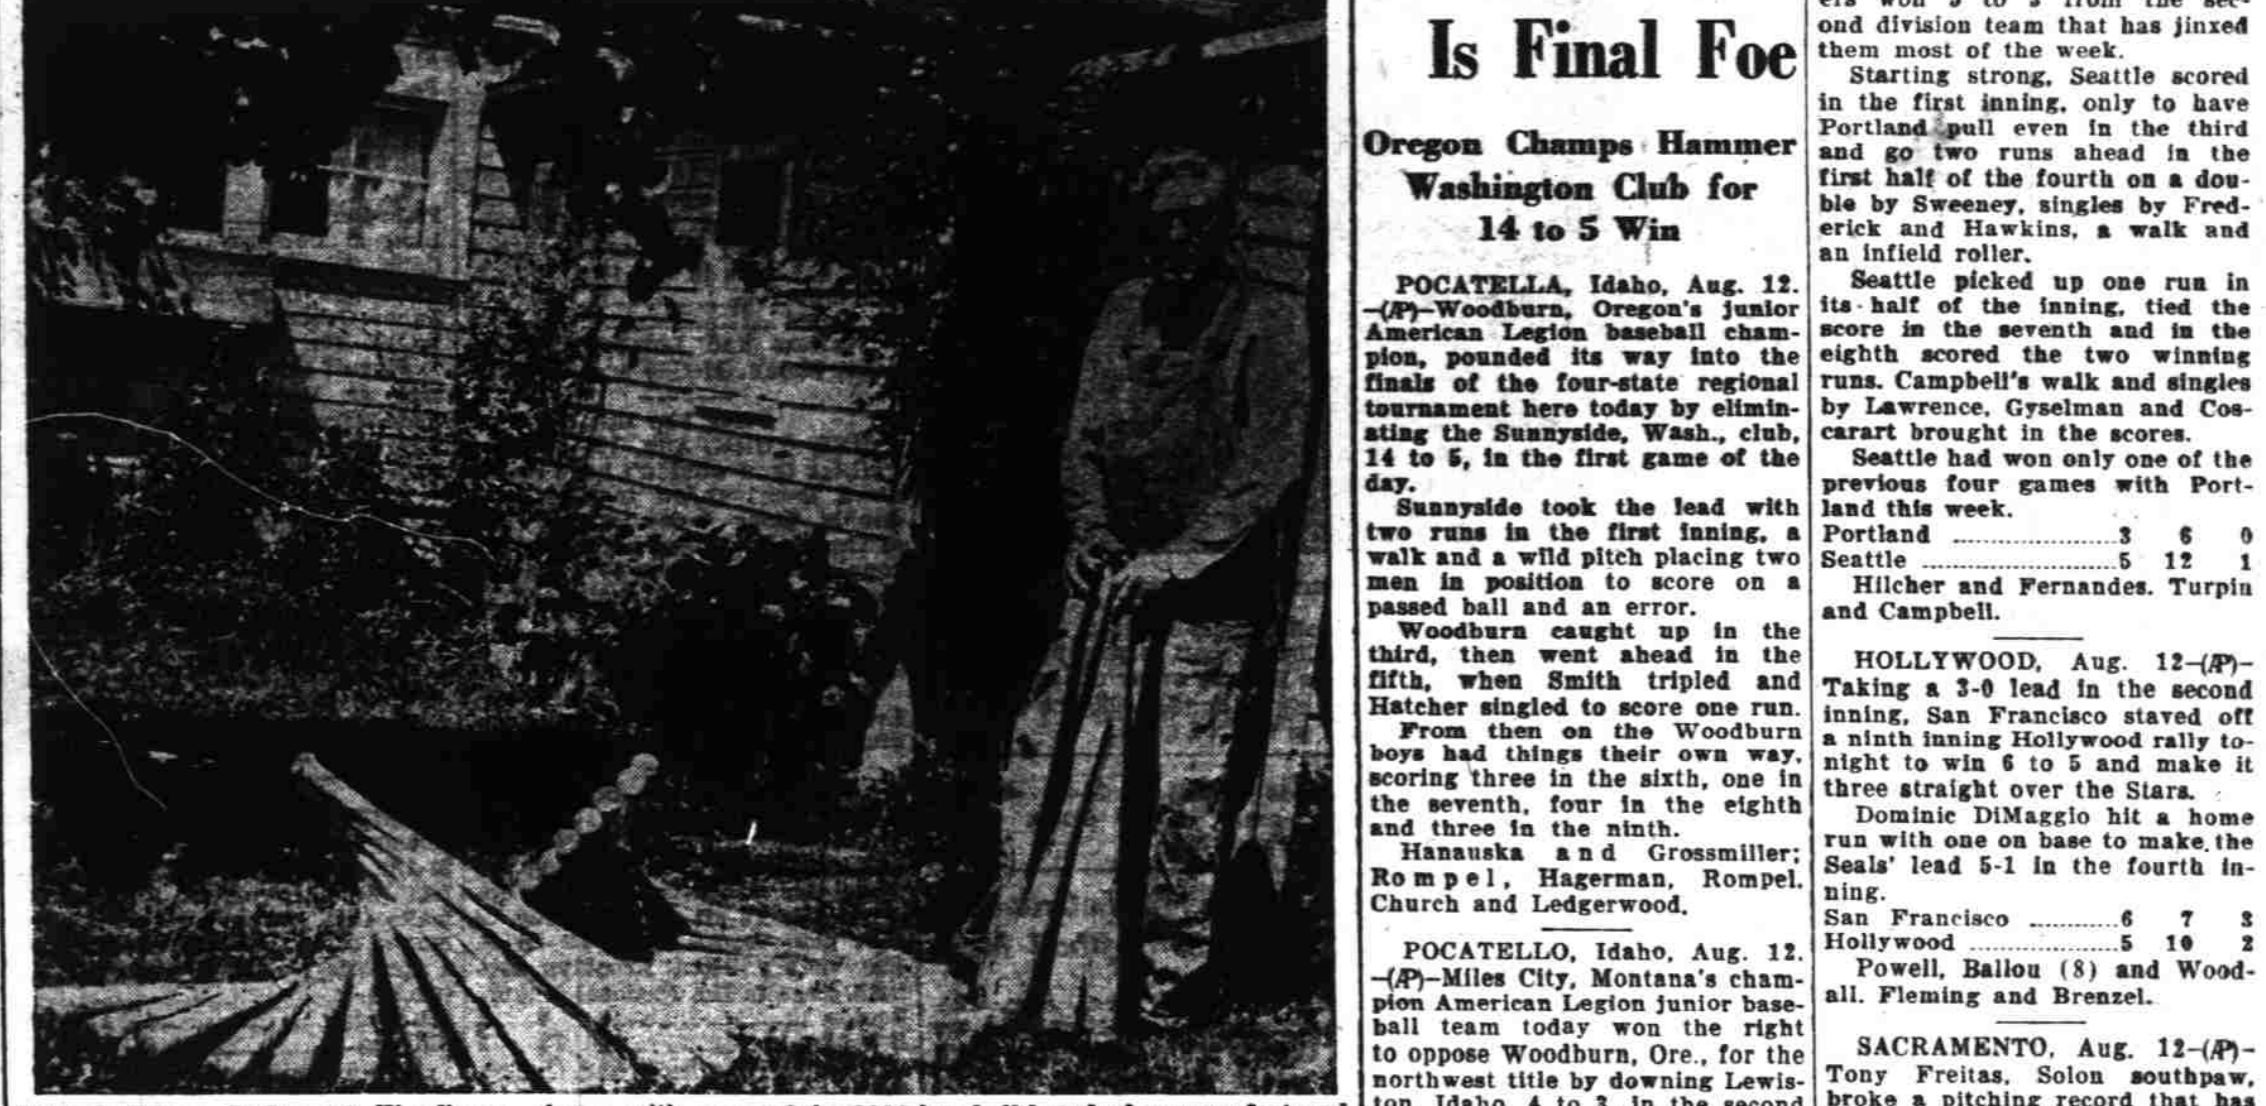 Is Final Foe
Oregon Champs Hammer
Washington Club for
14 to 5 Win
POCATELLA, Idaho, Aug. 12.
-(AP)-Woodburn, Oregon's junior
American Legion baseball cham-
pion, pounded its way into the
finals of the four-state regional
tournament here today by elimin-
ating the Sunnyside, Wash., club,
14 to 5, in the first game of the
day.
Sunnyside took the lead with
two runs in the first inning, a
walk and a wild pitch placing two
men in position to score on a
passed ball and an error.
Woodburn caught up in the
third, then went ahead in the
fifth, when Smith tripled and
Hatcher singled to score one run.
From then on the Woodburn
boys had things their own way,
scoring three in the sixth, one in
the seventh, four in the eighth
and three in the ninth.
Hanauska and Grossmiller;
Rompel, Hagerman, Rompel,
Church and Ledgerwood.
POCATELLO, Idaho, Aug. 12.
-(AP)-Miles City, Montana's cham-
pion American Legion junior base-
ball team today won the right
to oppose Woodburn, Ore., for the
northwest title by downing Lewis-
ton, Idaho, 4 to 3, in the second
ers won 5 to 3 from the sec-
ond division team that has jinxed
them most of the week.
Starting strong, Seattle scored
in the first inning, only to have
Portland pull even in the third
and go two runs ahead in the
first half of the fourth on a dou-
ble by Sweeney, singles by Fred-
erick and Hawkins, a walk and
an infield roller.
Seattle picked up one run in
its half of the inning, tied the
score in the seventh and in the
eighth scored the two winning
runs. Campbell's walk and singles
by Lawrence, Gyselman and Cos-
carart brought in the scores.
Seattle had won only one of the
previous four games with Port-
land this week.
Portland ........................3 6 0
Seattle ............................5 12 1
Hilcher and Fernandes. Turpin
and Campbell.
HOLLYWOOD, Aug. 12-(AP)-
Taking a 3-0 lead in the second
inning, San Francisco staved off
a ninth inning Hollywood rally to-
night to win 6 to 5 and make it
three straight over the Stars.
Dominic DiMaggio hit a home
run with one on base to make the
Seals' lead 5-1 in the fourth in-
ning.
San Francisco .............6 7 3
Hollywood ......................5 10 2
Powell, Ballou (8) and Wood-
all. Fleming and Brenzel.
SACRAMENTO, Aug. 12-(AP)-
Tony Freitas, Solon southpaw,
broke a pitching record that has